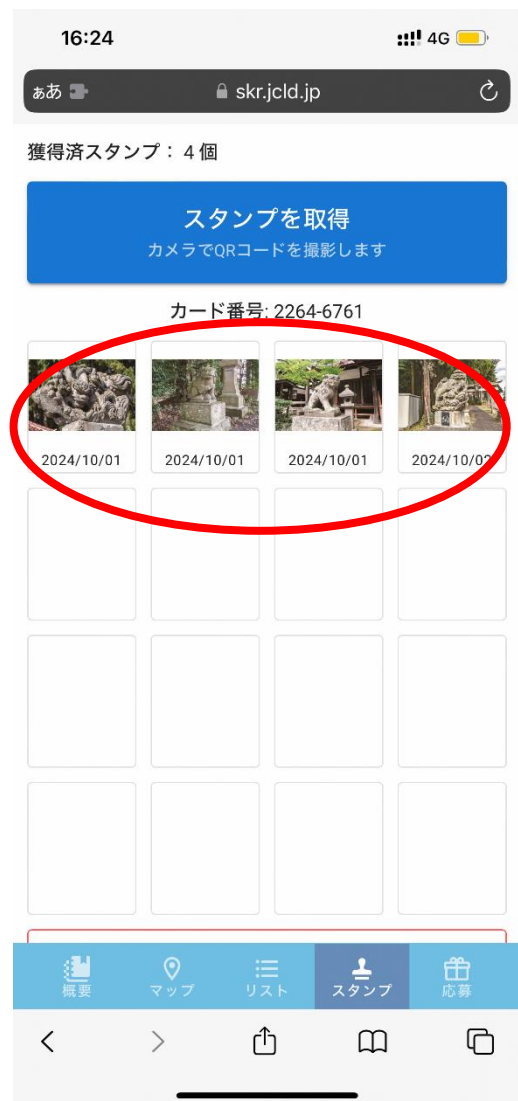 16:24
4G
ぁあ
skr.jcld.jp
獲得済スタンプ： 4 個
スタンプを取得
カメラでQRコードを撮影します
カード番号: 2264-6761
2024/10/01
2024/10/01
2024/10/01
2024/10/02
概要
マップ
リスト
スタンプ
応募